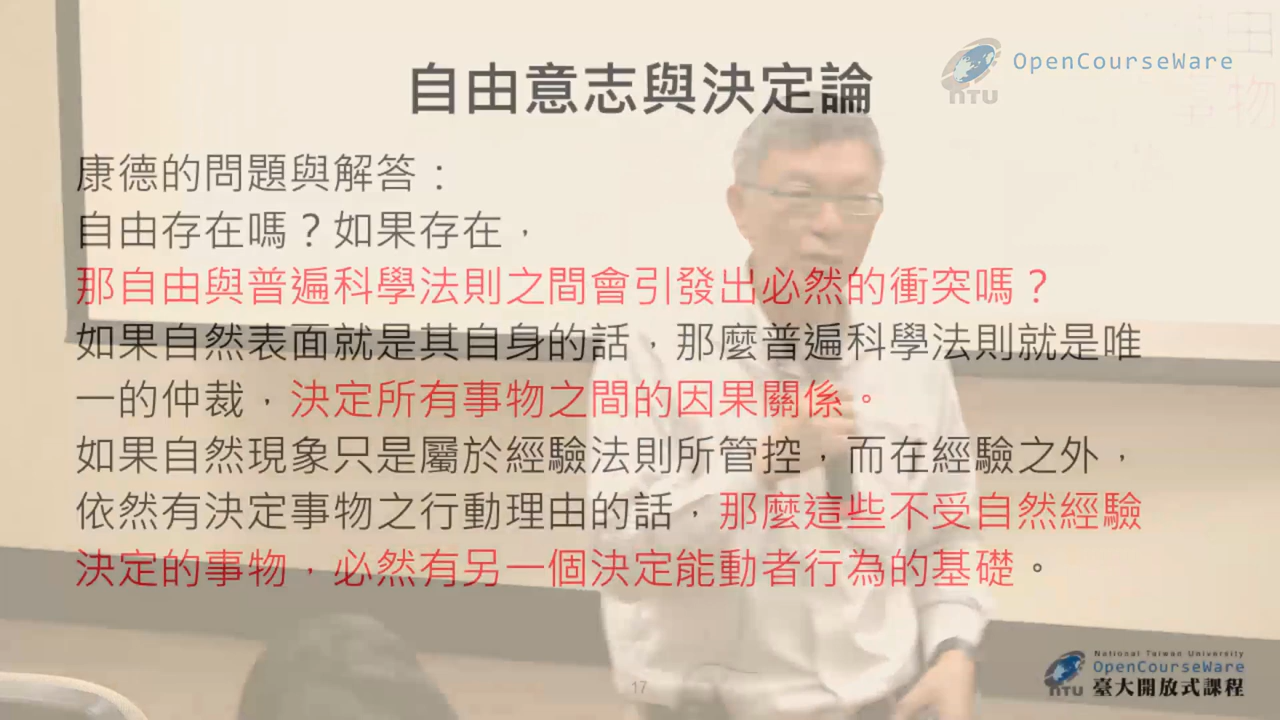 自由意志與決定論
OpenCourseWare
NTU
康德的問題與解答：
自由存在嗎？如果存在，
那自由與普遍科學法則之間會引發出必然的衝突嗎？
如果自然表面就是其自身的話，那麼普遍科學法則就是唯
一的仲裁，決定所有事物之間的因果關係。
如果自然現象只是屬於經驗法則所管控，而在經驗之外，
依然有決定事物之行動理由的話，那麼這些不受自然經驗
決定的事物，必然有另一個決定能動者行為的基礎。
17
National Taiwan University
OpenCourseWare
NTU 臺大開放式課程